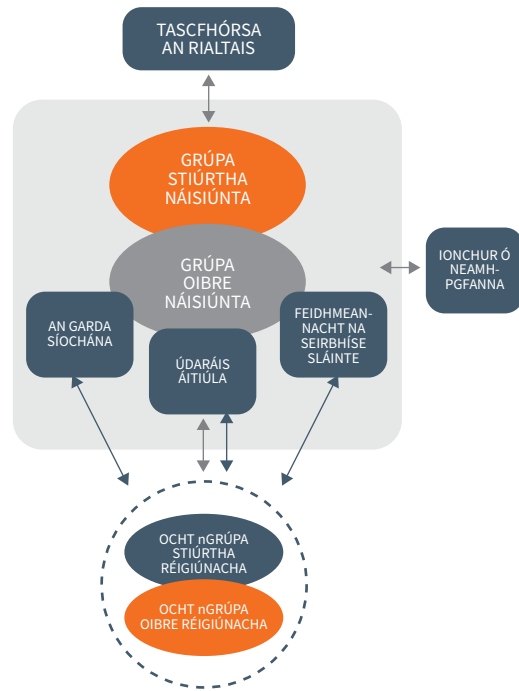 TASCFHÓRSA
AN RIALTAIS
GRÚPA
STIÚRTHA
NÁISIÚNTA
GRÚPA
OIBRE
NÁISIÚNTA
IONCHUR Ó
NEAMH-
PGFANNA
AN GARDA
SÍOCHÁNA
ÚDARÁIS
ÁITIÚLA
FEIDHMEAN-
NACHT NA
SEIRBHÍSE
SLÁINTE
OCHT nGRÚPA
STIÚRTHA
RÉIGIÚNACHA
OCHT nGRÚPA
OIBRE RÉIGIÚNACHA